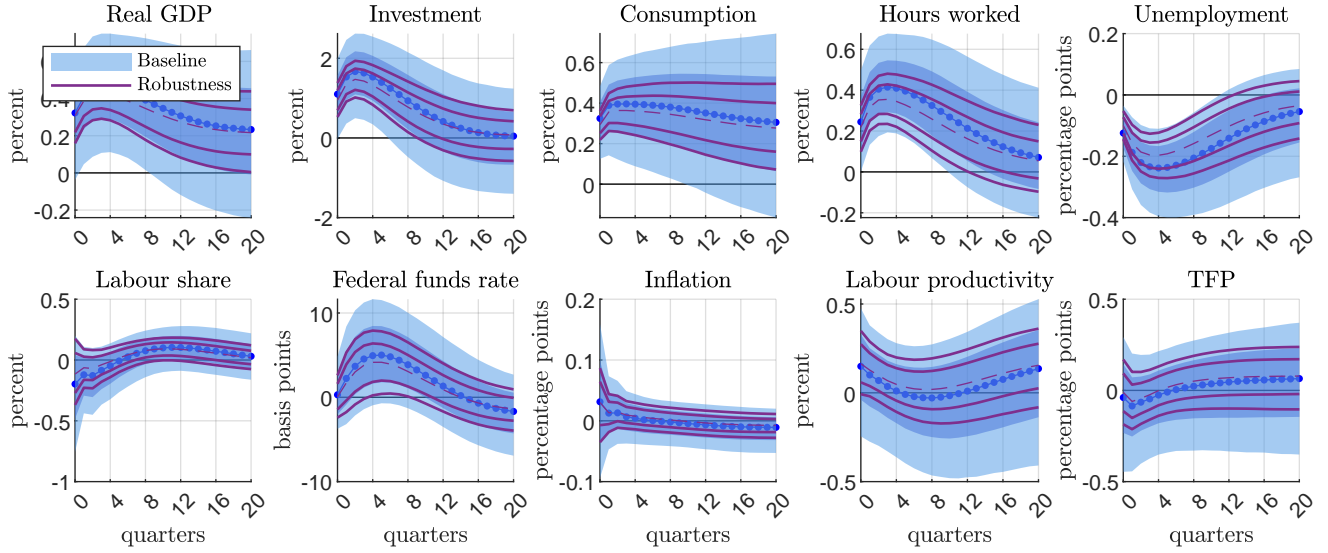 Real GDP
Investment
Consumption
Hours worked
Unemployment
Baseline
Robustness
percent
0.4
0.2
0
-0.2
0 4 8 12 16 20
2
0
-2
0 4 8 12 16 20
percent
0.6
0.4
0.2
0
0 4 8 12 16 20
percent
0.6
0.4
0.2
0
-0.2
0 4 8 12 16 20
percentage points
0.2
0
-0.2
-0.4
0 4 8 12 16 20
Labour share
Federal funds rate
Inflation
Labour productivity
TFP
percent
0.5
0
-0.5
-1
0 4 8 12 16 20
quarters
basis points
10
0
-10
0 4 8 12 16 20
quarters
percentage points
0.2
0.1
0
-0.1
0 4 8 12 16 20
quarters
percent
0.5
0
-0.5
0 4 8 12 16 20
quarters
percentage points
0.5
0
-0.5
0 4 8 12 16 20
quarters